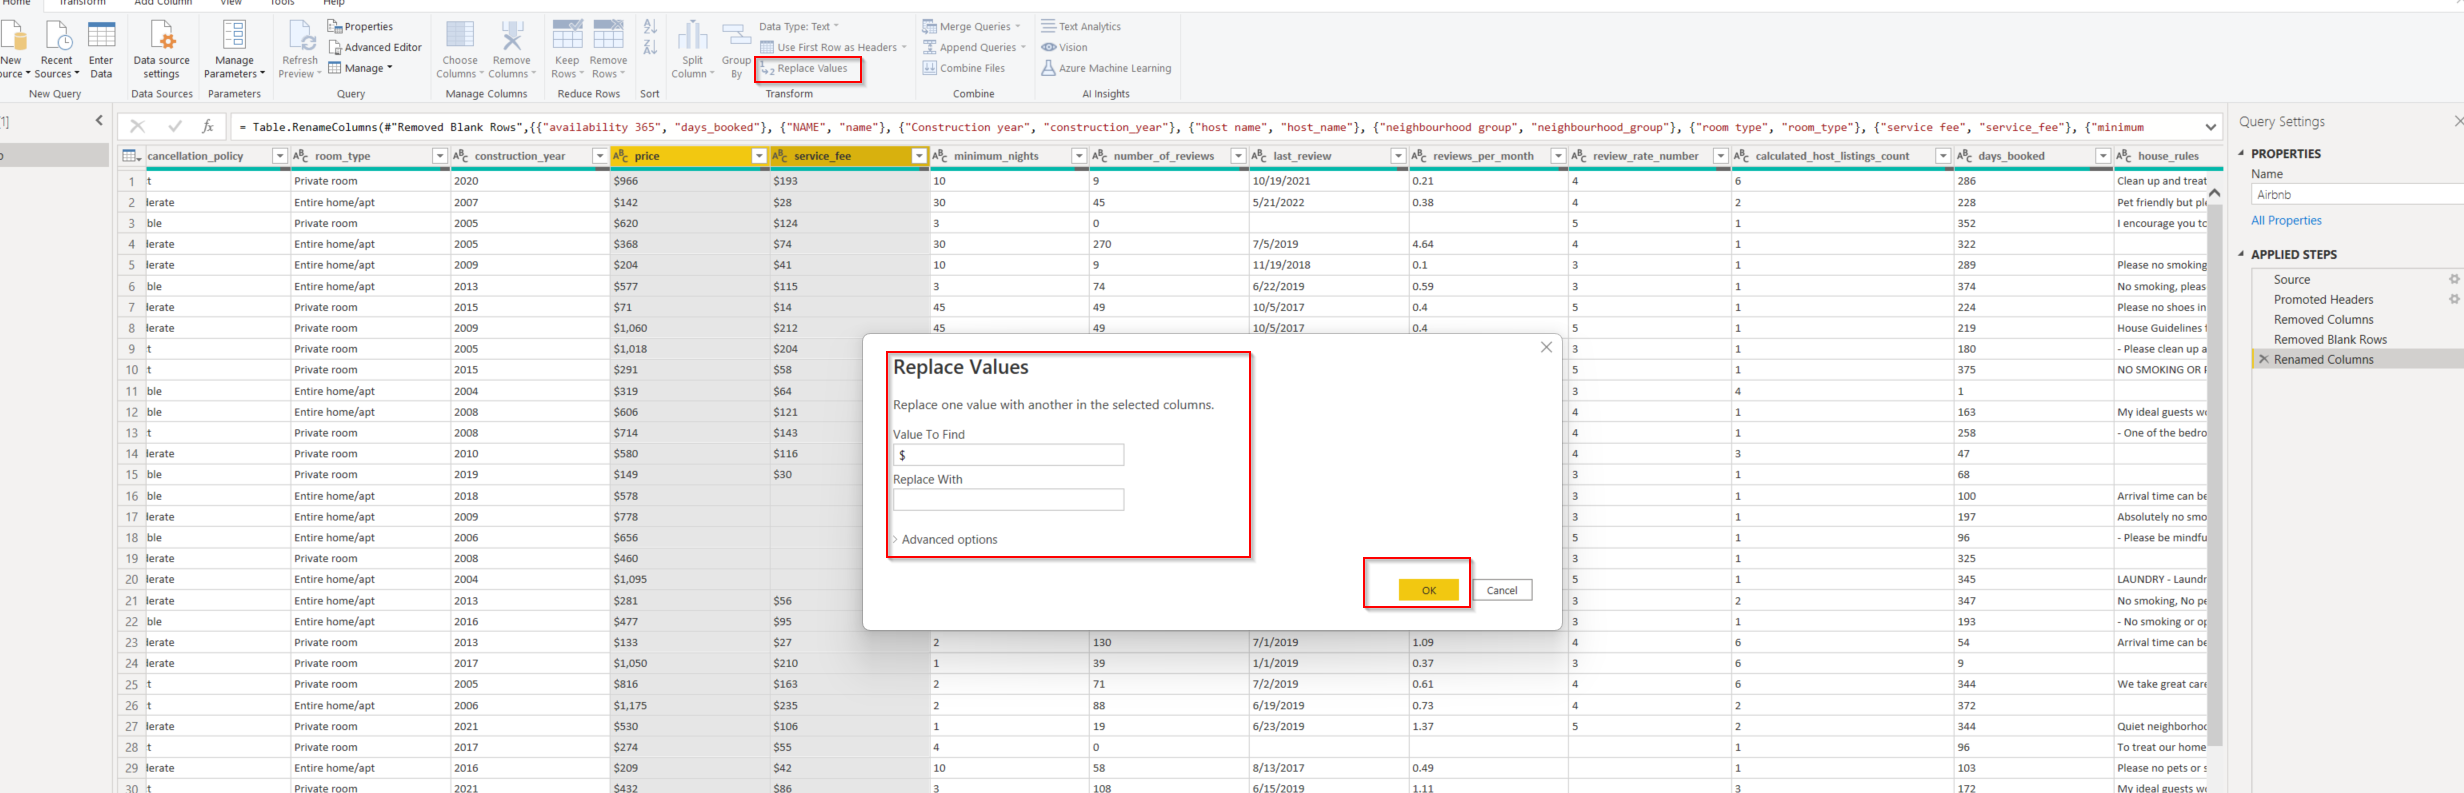 Home Transform Add Column View Tools Help
New Source Recent Sources Enter Data Data source settings Manage Parameters Refresh Preview Properties Advanced Editor Manage Choose Columns Remove Columns Keep Rows Remove Rows Split Column Group By Data Type: Text Use First Row as Headers Replace Values Merge Queries Append Queries Combine Files Text Analytics Vision Azure Machine Learning
New Query Data Sources Parameters Query Manage Columns Reduce Rows Sort Transform Combine AI Insights
= Table.RenameColumns(#"Removed Blank Rows",{{"availability 365", "days_booked"}, {"NAME", "name"}, {"Construction year", "construction_year"}, {"host name", "host_name"}, {"neighbourhood group", "neighbourhood_group"}, {"room type", "room_type"}, {"service fee", "service_fee"}, {"minimum
cancellation_policy room_type construction_year price service_fee minimum_nights number_of_reviews last_review reviews_per_month review_rate_number calculated_host_listings_count days_booked house_rules
1 t Private room 2020 $966 $193 10 9 10/19/2021 0.21 4 6 286 Clean up and treat
2 lerate Entire home/apt 2007 $142 $28 30 45 5/21/2022 0.38 4 2 228 Pet friendly but ple
3 ble Private room 2005 $620 $124 3 0 5 1 352 I encourage you to
4 lerate Entire home/apt 2005 $368 $74 30 270 7/5/2019 4.64 4 1 322
5 lerate Entire home/apt 2009 $204 $41 10 9 11/19/2018 0.1 3 1 289 Please no smoking
6 ble Entire home/apt 2013 $577 $115 3 74 6/22/2019 0.59 3 1 374 No smoking, pleas
7 lerate Private room 2015 $71 $14 45 49 10/5/2017 0.4 5 1 224 Please no shoes in
8 lerate Private room 2009 $1,060 $212 45 49 10/5/2017 0.4 5 1 219 House Guidelines f
9 t Private room 2005 $1,018 $204 3 1 180 - Please clean up a
10 t Private room 2015 $291 $58 5 1 375 NO SMOKING OR
11 ble Entire home/apt 2004 $319 $64 3 4 1
12 ble Entire home/apt 2008 $606 $121 4 1 163 My ideal guests w
13 t Private room 2008 $714 $143 4 1 258 - One of the bedro
14 lerate Private room 2010 $580 $116 4 3 47
15 ble Private room 2019 $149 $30 3 1 68
16 ble Entire home/apt 2018 $578 3 1 100 Arrival time can be
17 lerate Entire home/apt 2009 $778 3 1 197 Absolutely no smo
18 ble Entire home/apt 2006 $656 5 1 96 - Please be mindfu
19 lerate Private room 2008 $460 3 1 325
20 lerate Entire home/apt 2004 $1,095 5 1 345 LAUNDRY - Laundr
21 lerate Entire home/apt 2013 $281 $56 3 2 347 No smoking, No pe
22 ble Entire home/apt 2016 $477 $95 3 1 193 - No smoking or op
23 lerate Private room 2013 $133 $27 2 130 7/1/2019 1.09 4 6 54 Arrival time can be
24 lerate Private room 2017 $1,050 $210 1 39 1/1/2019 0.37 3 6 9
25 t Private room 2005 $816 $163 2 71 7/2/2019 0.61 4 6 344 We take great care
26 t Entire home/apt 2006 $1,175 $235 2 88 6/19/2019 0.73 4 2 372
27 lerate Private room 2021 $530 $106 1 19 6/23/2019 1.37 5 2 344 Quiet neighborhoo
28 t Private room 2017 $274 $55 4 0 1 96 To treat our home
29 lerate Entire home/apt 2016 $209 $42 10 58 8/13/2017 0.49 1 103 Please no pets or s
30 t Private room 2021 $432 $86 3 108 6/15/2019 1.11 3 172 My ideal guests w
Replace Values
Replace one value with another in the selected columns.
Value To Find
$
Replace With
Advanced options
OK Cancel
Query Settings
PROPERTIES
Name
Airbnb
All Properties
APPLIED STEPS
Source
Promoted Headers
Removed Columns
Removed Blank Rows
Renamed Columns